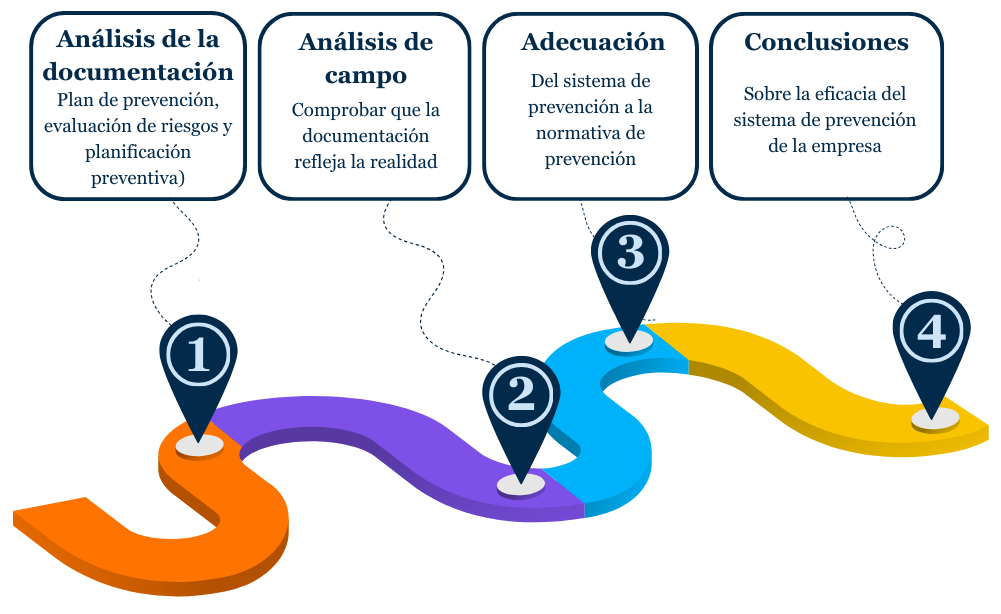 Análisis de la
documentación
Plan de prevención,
evaluación de riesgos y
planificación
preventiva)
Análisis de
campo
Comprobar que la
documentación
refleja la realidad
Adecuación
Del sistema de
prevención a la
normativa de
prevención
Conclusiones
Sobre la eficacia del
sistema de prevención
de la empresa
1
2
3
4